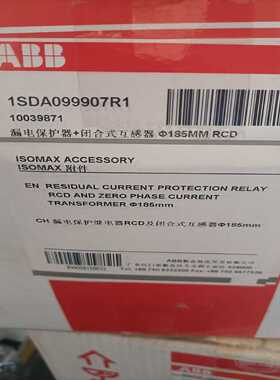 ABB
1SDA099907R1
10039871
漏电保护器+闭合式互感器 Φ185MM RCD
ISOMAX ACCESSORY
ISOMAX 附件
EN RESIDUAL CURRENT PROTECTION RELAY
RCD AND ZERO PHASE CURRENT
TRANSFORMER Φ185mm
CH 漏电保护继电器RCD及闭合式互感器Φ185mm
ABB
ABB